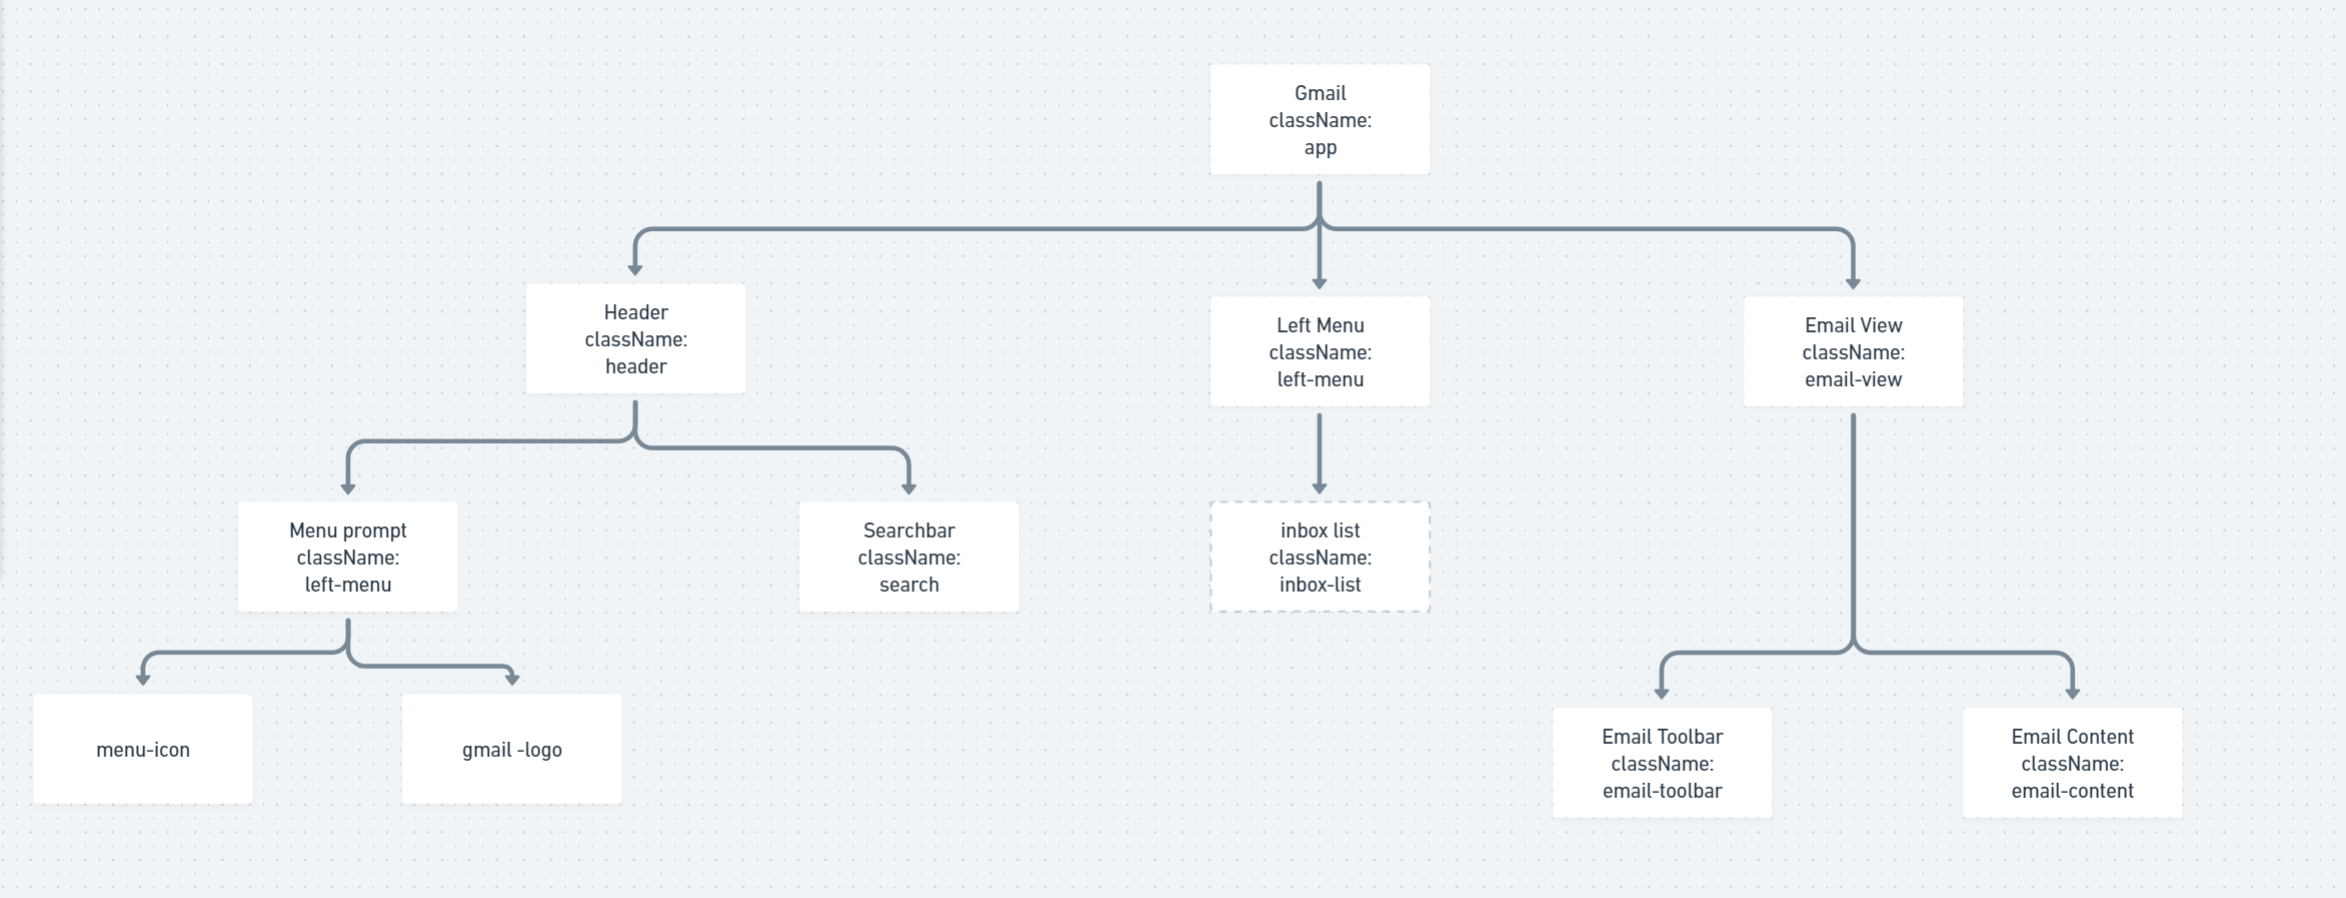 Gmail
className:
app
Header
className:
header
Left Menu
className:
left-menu
Email View
className:
email-view
Menu prompt
className:
left-menu
Searchbar
className:
search
inbox list
className:
inbox-list
menu-icon
gmail -logo
Email Toolbar
className:
email-toolbar
Email Content
className:
email-content